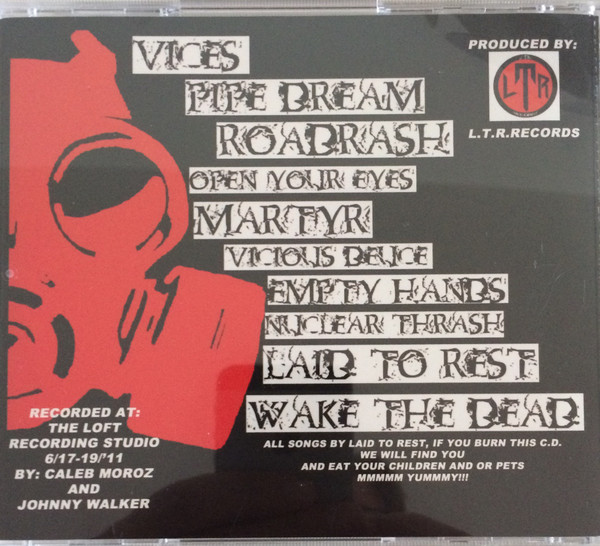 VICES
PIPE DREAM
ROADRASH
OPEN YOUR EYES
MARTYR
VICIOUS DEUCE
EMPTY HANDS
NUCLEAR THRASH
LAID TO REST
WAKE THE DEAD
PRODUCED BY:
LTR
L.T.R.RECORDS
RECORDED AT:
THE LOFT
RECORDING STUDIO
6/17-19/'11
BY: CALEB MOROZ
AND
JOHNNY WALKER
ALL SONGS BY LAID TO REST, IF YOU BURN THIS C.D.
WE WILL FIND YOU
AND EAT YOUR CHILDREN AND OR PETS
MMMMM YUMMMY!!!